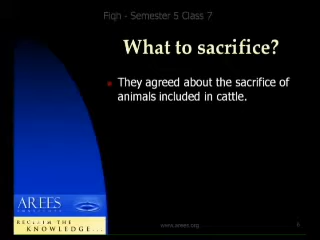 Fiqh - Semester 5 Class 7
What to sacrifice?
They agreed about the sacrifice of
animals included in cattle.
AREES
RECLAIM THE
KNOWLEDGE
www.arees.org